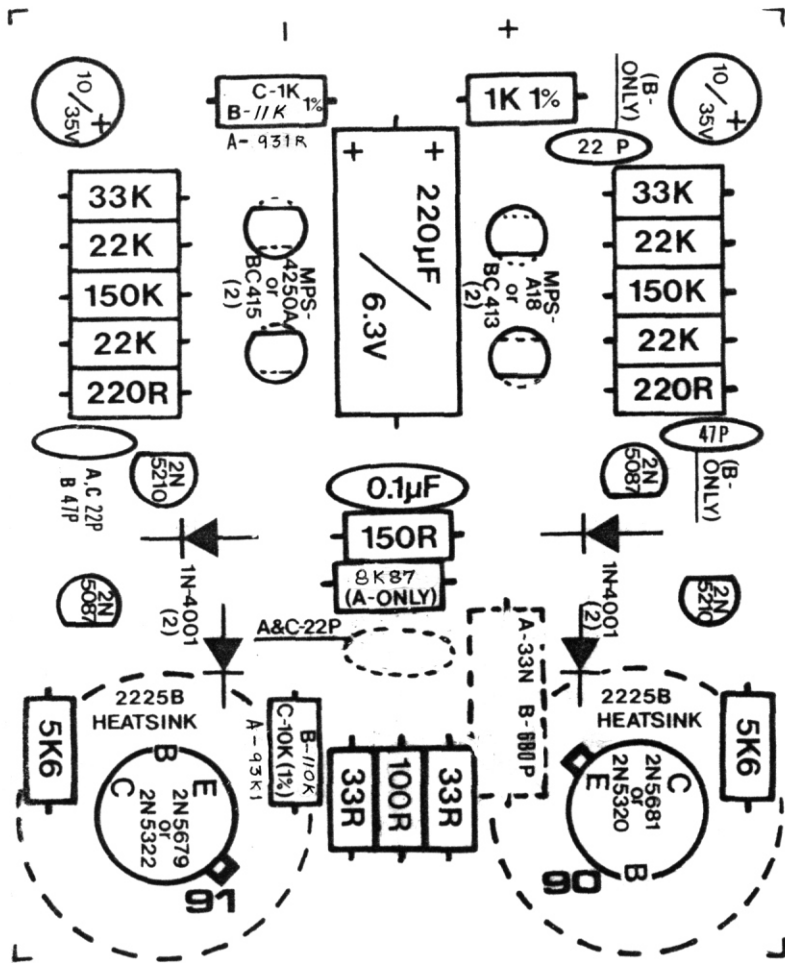 - +
10/35V +
C-1K
B-11K 1%
A-931R
1K 1%
(B-
ONLY)
22 P
10/35V +
33K
22K
150K
22K
220R
MPS-
4250A
or
BC 415
(2)
+ +
220µF
/
6.3V
MPS-
A18
or
BC 413
(2)
33K
22K
150K
22K
220R
A,C 22P
B 47P
2N
5210
0.1µF
150R
8K87
(A-ONLY)
2N
5087
47P
(B-
ONLY)
2N
5087
1N-4001
(2)
A&C-22P
A-33N B-680P
1N-4001
(2)
2N
5210
5K6
2225B
HEATSINK
B
C E
2N5679
or
2N5322
91
A-93K1
C-10K(1%)
B-110K
33R
100R
33R
2225B
HEATSINK
E C
2N5681
or
2N5320
B
90
5K6